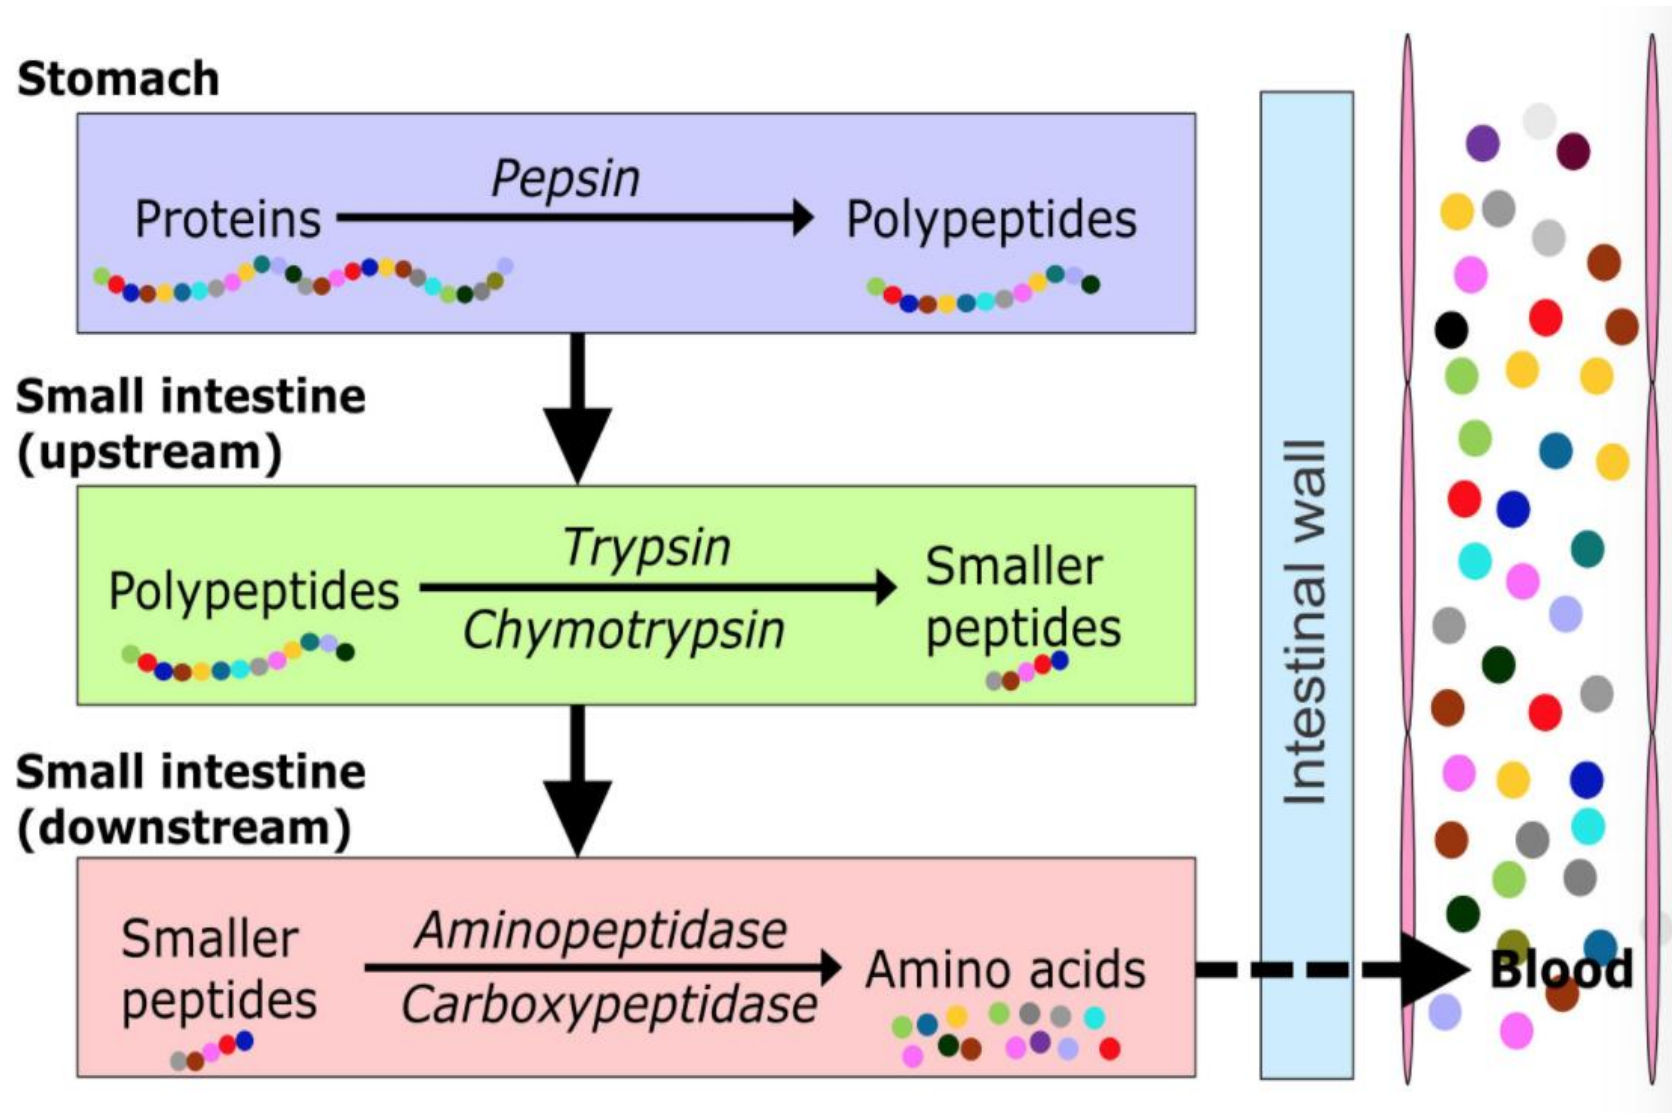 Stomach
Pepsin
Proteins
Polypeptides
Small intestine
(upstream)
Trypsin
Polypeptides
Chymotrypsin
Smaller
peptides
Small intestine
(downstream)
Smaller
peptides
Aminopeptidase
Carboxypeptidase
Amino acids
Intestinal wall
Blood